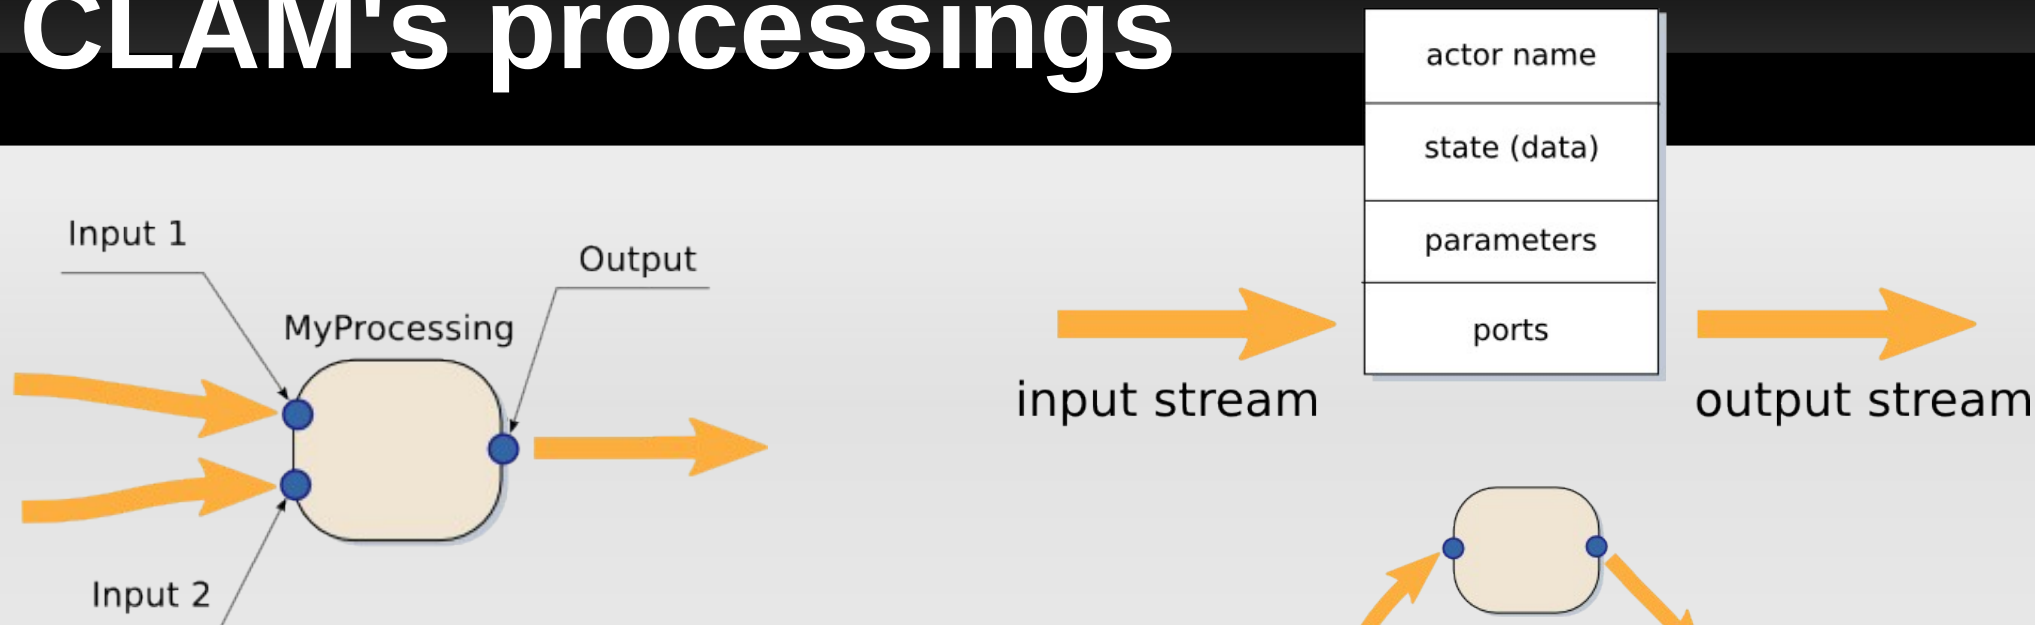 CLAM's processings
actor name
state (data)
parameters
ports
input stream
output stream
Input 1
Output
MyProcessing
Input 2